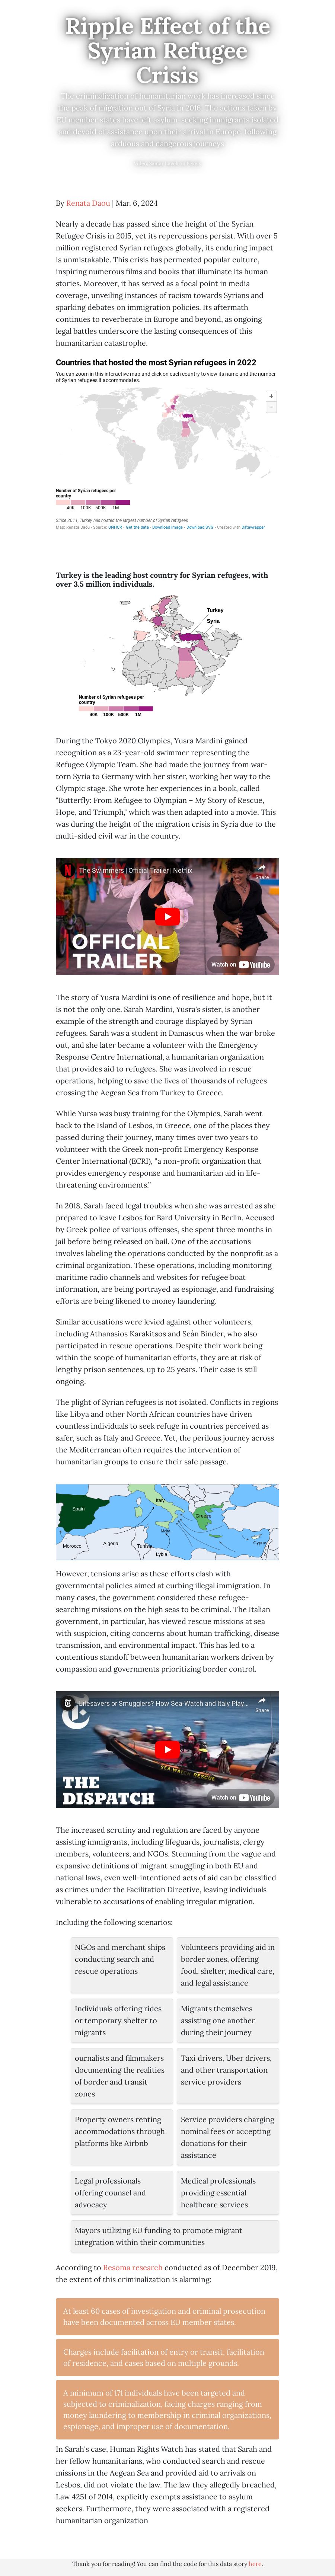 Ripple Effect of the
Syrian Refugee
Crisis
The criminalization of humanitarian work has increased since
the peak of migration out of Syria in 2015. The actions taken by
EU member states have left asylum-seeking immigrants isolated
and devoid of assistance upon their arrival in Europe following
arduous and dangerous journeys
By Renata Daou | Mar. 6, 2024
Nearly a decade has passed since the height of the Syrian
Refugee Crisis in 2015, yet its repercussions persist. With over 5
million registered Syrian refugees globally, its enduring impact
is unmistakable. This crisis has permeated popular culture,
inspiring numerous films and books that illuminate its human
stories. Moreover, it has served as a focal point in media
coverage, unveiling instances of racism towards Syrians and
sparking debates on immigration policies. Its aftermath
continues to reverberate in Europe and beyond, as ongoing
legal battles underscore the lasting consequences of this
humanitarian catastrophe.
Countries that hosted the most Syrian refugees in 2022
You can zoom in this interactive map and click on each country to view its name and the number
of Syrian refugees it accommodates.
+
−
Number of Syrian refugees per
country
40K 100K 500K 1M
Since 2011, Turkey has hosted the largest number of Syrian refugees
Map: Renata Daou • Source: UNHCR • Get the data • Download image • Download SVG • Created with Datawrapper
Turkey is the leading host country for Syrian refugees, with
over 3.5 million individuals.
Turkey
Syria
Number of Syrian refugees per
country
40K 100K 500K 1M
During the Tokyo 2020 Olympics, Yusra Mardini gained
recognition as a 23-year-old swimmer representing the
Refugee Olympic Team. She had made the journey from war-
torn Syria to Germany with her sister, working her way to the
Olympic stage. She wrote her experiences in a book, called
"Butterfly: From Refugee to Olympian – My Story of Rescue,
Hope, and Triumph," which was then adapted into a movie. This
was during the height of the migration crisis in Syria due to the
multi-sided civil war in the country.
The Swimmers | Official Trailer | Netflix
Share
OFFICIAL
TRAILER
Watch on YouTube
The story of Yusra Mardini is one of resilience and hope, but it
is not the only one. Sarah Mardini, Yusra's sister, is another
example of the strength and courage displayed by Syrian
refugees. Sarah was a student in Damascus when the war broke
out, and she later became a volunteer with the Emergency
Response Centre International, a humanitarian organization
that provides aid to refugees. She was involved in rescue
operations, helping to save the lives of thousands of refugees
crossing the Aegean Sea from Turkey to Greece.
While Yursa was busy training for the Olympics, Sarah went
back to the Island of Lesbos, in Greece, one of the places they
passed during their journey, many times over two years to
volunteer with the Greek non-profit Emergency Response
Center International (ECRI), “a non-profit organization that
provides emergency response and humanitarian aid in life-
threatening environments.”
In 2018, Sarah faced legal troubles when she was arrested as she
prepared to leave Lesbos for Bard University in Berlin. Accused
by Greek police of various offenses, she spent three months in
jail before being released on bail. One of the accusations
involves labeling the operations conducted by the nonprofit as a
criminal organization. These operations, including monitoring
maritime radio channels and websites for refugee boat
information, are being portrayed as espionage, and fundraising
efforts are being likened to money laundering.
Similar accusations were levied against other volunteers,
including Athanasios Karakitsos and Seán Binder, who also
participated in rescue operations. Despite their work being
within the scope of humanitarian efforts, they are at risk of
lengthy prison sentences, up to 25 years. Their case is still
ongoing.
The plight of Syrian refugees is not isolated. Conflicts in regions
like Libya and other North African countries have driven
countless individuals to seek refuge in countries perceived as
safer, such as Italy and Greece. Yet, the perilous journey across
the Mediterranean often requires the intervention of
humanitarian groups to ensure their safe passage.
Spain
Italy
Greece
Malta
Cyprus
Morocco
Algeria
Tunisia
Lybia
However, tensions arise as these efforts clash with
governmental policies aimed at curbing illegal immigration. In
many cases, the government considered these refugee-
searching missions on the high seas to be criminal. The Italian
government, in particular, has viewed rescue missions at sea
with suspicion, citing concerns about human trafficking, disease
transmission, and environmental impact. This has led to a
contentious standoff between humanitarian workers driven by
compassion and governments prioritizing border control.
Lifesavers or Smugglers? How Sea-Watch and Italy Play...
Share
SEA WATCH RESCUE
THE
DISPATCH
Watch on YouTube
The increased scrutiny and regulation are faced by anyone
assisting immigrants, including lifeguards, journalists, clergy
members, volunteers, and NGOs. Stemming from the vague and
expansive definitions of migrant smuggling in both EU and
national laws, even well-intentioned acts of aid can be classified
as crimes under the Facilitation Directive, leaving individuals
vulnerable to accusations of enabling irregular migration.
Including the following scenarios:
NGOs and merchant ships
conducting search and
rescue operations
Volunteers providing aid in
border zones, offering
food, shelter, medical care,
and legal assistance
Individuals offering rides
or temporary shelter to
migrants
Migrants themselves
assisting one another
during their journey
ournalists and filmmakers
documenting the realities
of border and transit
zones
Taxi drivers, Uber drivers,
and other transportation
service providers
Property owners renting
accommodations through
platforms like Airbnb
Service providers charging
nominal fees or accepting
donations for their
assistance
Legal professionals
offering counsel and
advocacy
Medical professionals
providing essential
healthcare services
Mayors utilizing EU funding to promote migrant
integration within their communities
According to Resoma research conducted as of December 2019,
the extent of this criminalization is alarming:
At least 60 cases of investigation and criminal prosecution
have been documented across EU member states.
Charges include facilitation of entry or transit, facilitation
of residence, and cases based on multiple grounds.
A minimum of 171 individuals have been targeted and
subjected to criminalization, facing charges ranging from
money laundering to membership in criminal organizations,
espionage, and improper use of documentation.
In Sarah's case, Human Rights Watch has stated that Sarah and
her fellow humanitarians, who conducted search and rescue
missions in the Aegean Sea and provided aid to arrivals on
Lesbos, did not violate the law. The law they allegedly breached,
Law 4251 of 2014, explicitly exempts assistance to asylum
seekers. Furthermore, they were associated with a registered
humanitarian organization
Thank you for reading! You can find the code for this data story here.